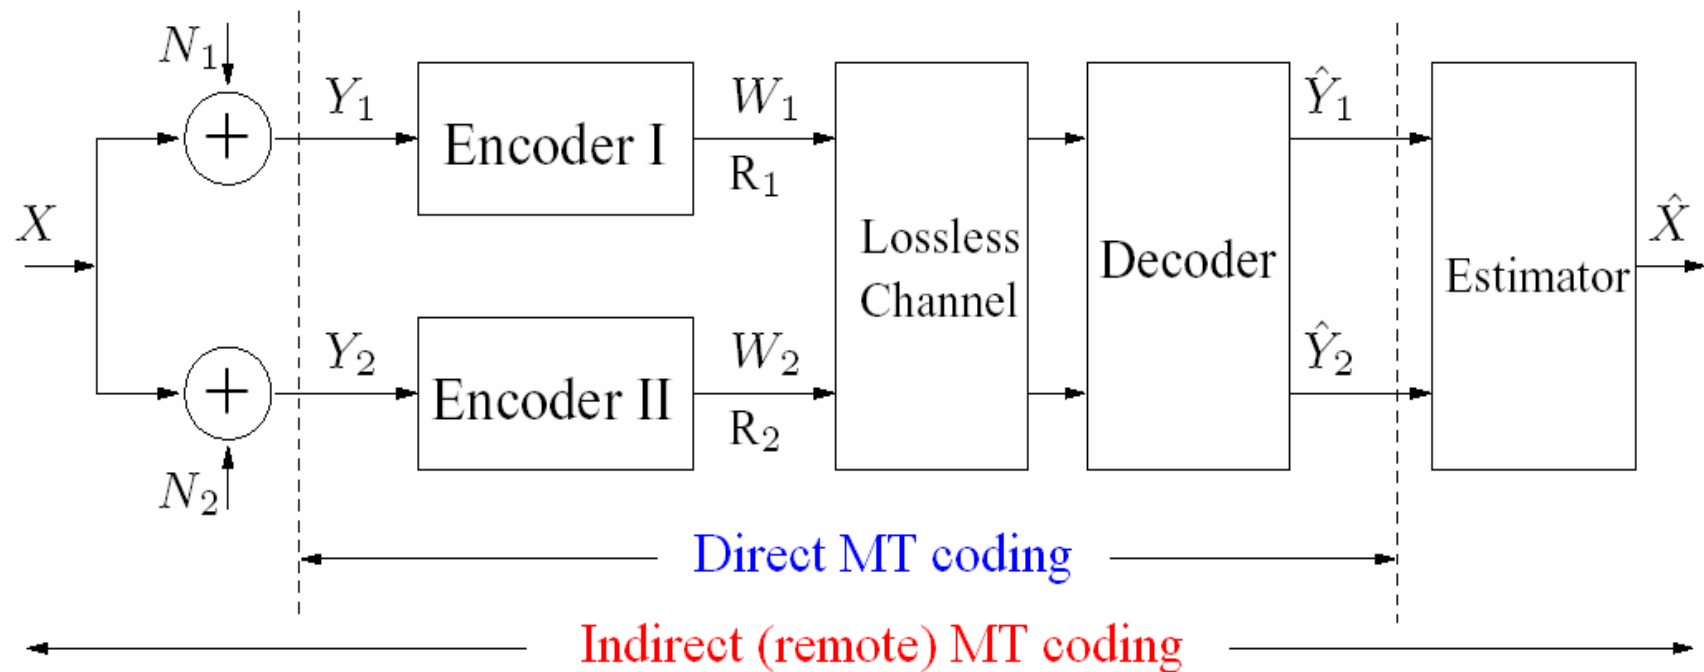 N₁
Y₁
Encoder I
W₁
R₁
Lossless
Channel
Decoder
Ŷ₁
Estimator
X
X̂
+
+
N₂
Y₂
Encoder II
W₂
R₂
Ŷ₂
Direct MT coding
Indirect (remote) MT coding